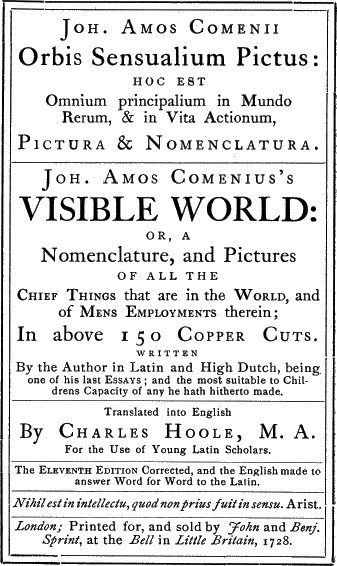 JOH. AMOS COMENII
Orbis Sensualium Pictus:
HOC EST
Omnium principalium in Mundo
Rerum, & in Vita Actionum,
PICTURA & NOMENCLATURA.
JOH. AMOS COMENIUS'S
VISIBLE WORLD:
OR, A
Nomenclature, and Pictures
OF ALL THE
CHIEF THINGS that are in the WORLD, and
of MENS EMPLOYMENTS therein;
In above 150 COPPER CUTS.
WRITTEN
By the Author in Latin and High Dutch, being
one of his last ESSAYS; and the most suitable to Chil-
drens Capacity of any he hath hitherto made.
Translated into English
By CHARLES HOOLE, M. A.
For the Use of Young Latin Scholars.
The ELEVENTH EDITION Corrected, and the English made to
answer Word for Word to the Latin.
Nihil est in intellectu, quod non prius fuit in sensu. Arist.
London; Printed for, and sold by John and Benj.
Sprint, at the Bell in Little Britain, 1728.